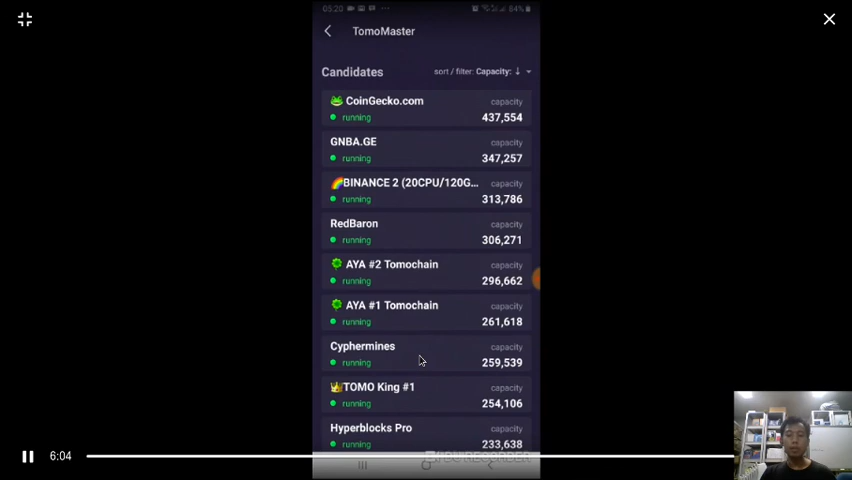 05:20
84%
TomoMaster
Candidates
sort / filter: Capacity: ↓
CoinGecko.com
capacity
running
437,554
GNBA.GE
capacity
running
347,257
BINANCE 2 (20CPU/120G...
capacity
running
313,786
RedBaron
capacity
running
306,271
AYA #2 Tomochain
capacity
running
296,662
AYA #1 Tomochain
capacity
running
261,618
Cyphermines
capacity
running
259,539
TOMO King #1
capacity
running
254,106
Hyperblocks Pro
capacity
running
233,638
6:04